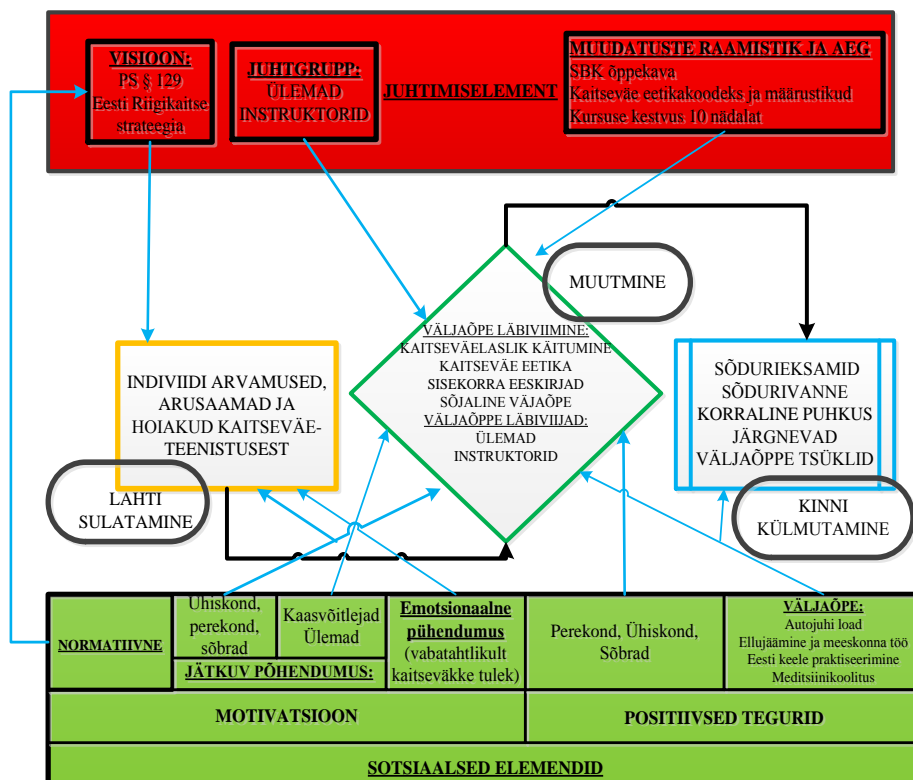 VISIOON:
PS § 129
Eesti Riigikaitse
strateegia
JUHTGRUPP:
ÜLEMAD
INSTRUKTORID
JUHTIMISELEMENT
MUUDATUSTE RAAMISTIK JA AEG
SBK õppekava
Kaitseväe eetikakoodeks ja määrustikud
Kursuse kestvus 10 nädalat
MUUTMINE
INDIVIIDI ARVAMUSED,
ARUSAAMAD JA
HOIAKUD KAITSEVÄE-
TEENISTUSEST
LAHTI
SULATAMINE
VÄLJAÕPE LÄBIVIIMINE:
KAITSEVÄELASLIK KÄITUMINE
KAITSEVÄE EETIKA
SISEKORRA EESKIRJAD
SÕJALINE VÄJAÕPE
VÄLJAÕPPE LÄBIVIIJAD:
ÜLEMAD
INSTRUKTORID
SÕDURIEKSAMID
SÕDURIVANNE
KORRALINE PUHKUS
JÄRGNEVAD
VÄLJAÕPPE TSÜKLID
KINNI
KÜLMUTAMINE
NORMATIIVNE
Ühiskond,
perekond,
sõbrad
Kaasvõitlejad
Ülemad
JÄTKUV PÕHENDUMUS:
Emotsionaalne
pühendumus
(vabatahtlikult
kaitseväkke tulek)
Perekond, Ühiskond,
Sõbrad
VÄLJAÕPE:
Autojuhi load
Ellujäämine ja meeskonna töö
Eesti keele praktiseerimine
Meditsiinikoolitus
MOTIVATSIOON
POSITIIVSED TEGURID
SOTSIAALSED ELEMENDID